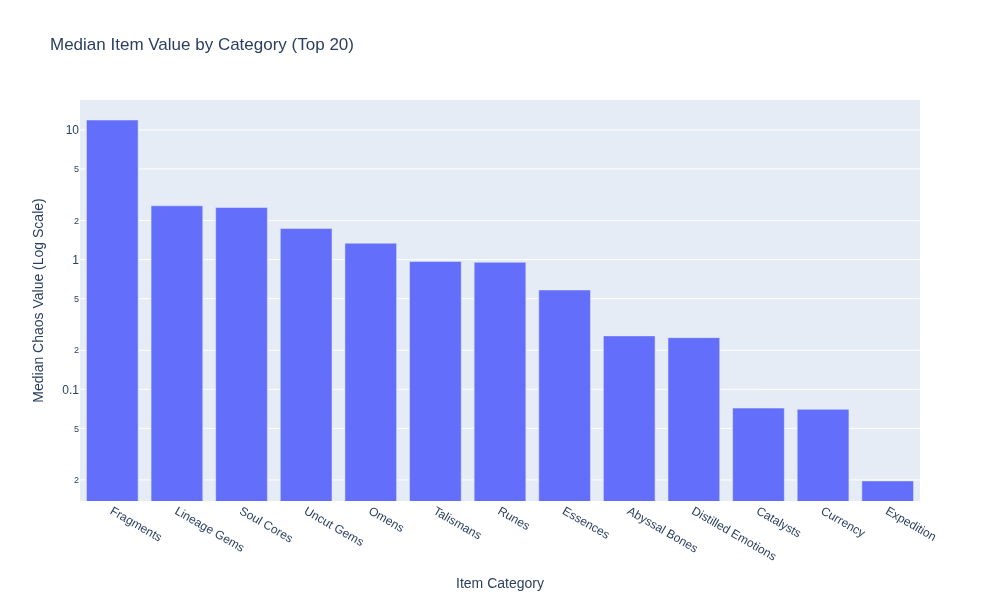 Median Item Value by Category (Top 20)
Median Chaos Value (Log Scale)
10
5
2
1
5
2
0.1
5
2
Fragments
Lineage Gems
Soul Cores
Uncut Gems
Omens
Talismans
Runes
Essences
Abyssal Bones
Distilled Emotions
Catalysts
Currency
Expedition
Item Category